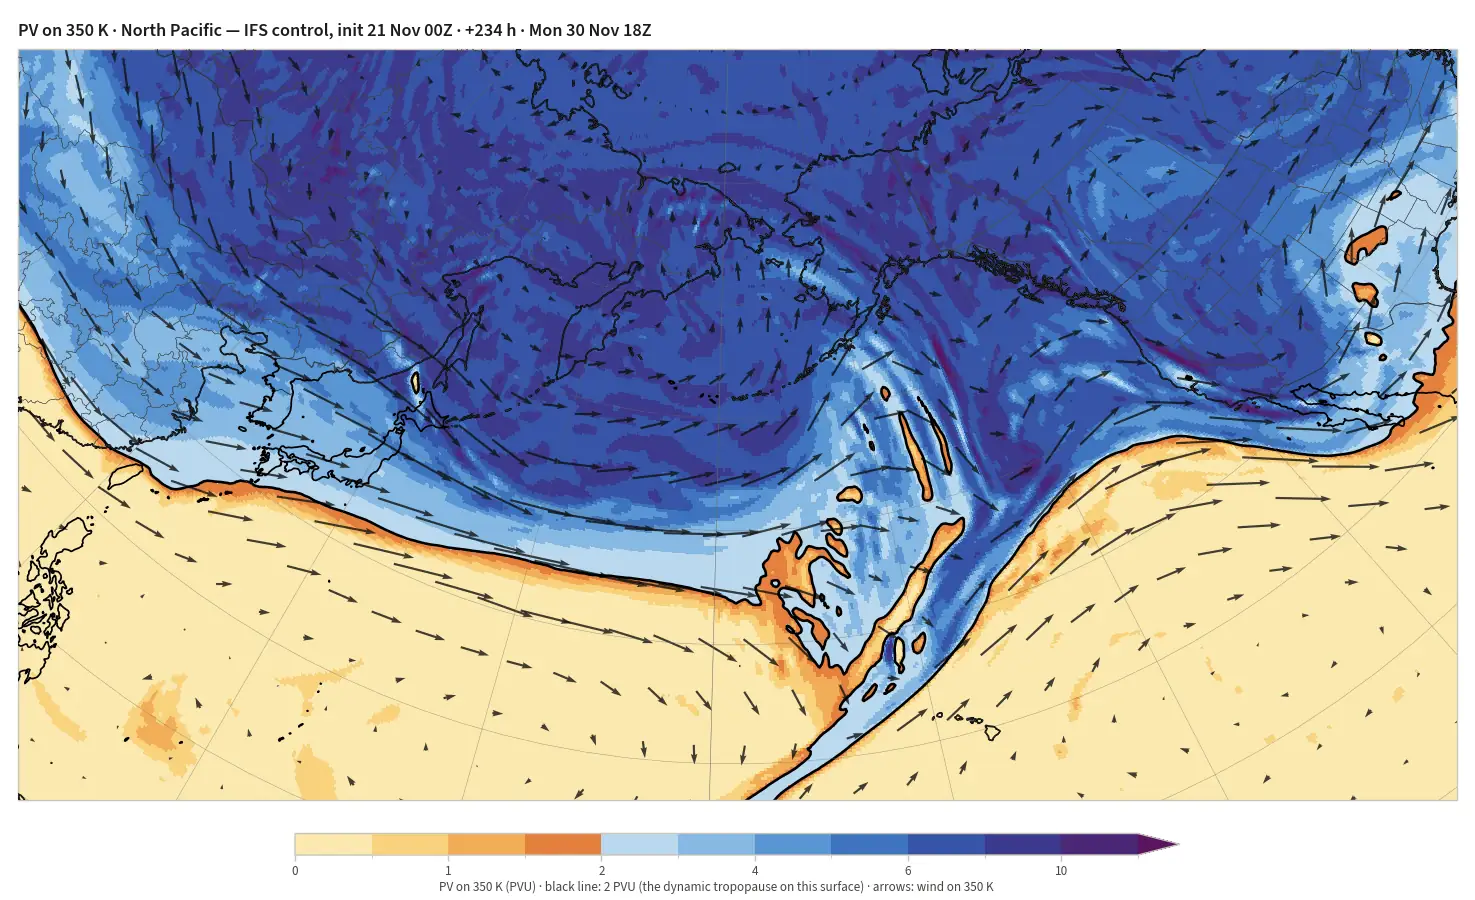 PV on 350 K · North Pacific — IFS control, init 21 Nov 00Z · +234 h · Mon 30 Nov 18Z
0 1 2 4 6 10
PV on 350 K (PVU) · black line: 2 PVU (the dynamic tropopause on this surface) · arrows: wind on 350 K